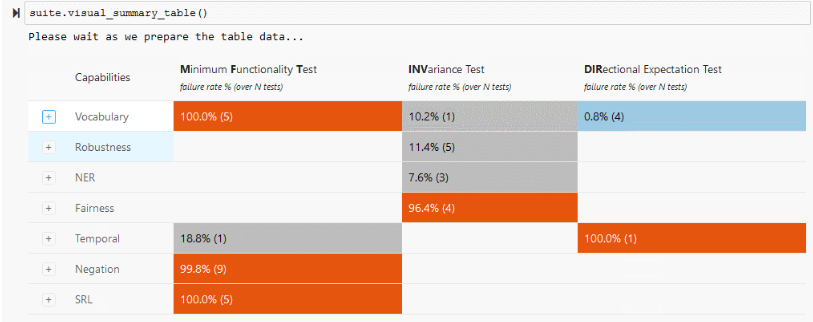 suite.visual_summary_table()
Please wait as we prepare the table data...
Capabilities Minimum Functionality Test INVariance Test DIRectional Expectation Test
failure rate % (over N tests) failure rate % (over N tests) failure rate % (over N tests)
+ Vocabulary 100.0% (5) 10.2% (1) 0.8% (4)
+ Robustness 11.4% (5)
+ NER 7.6% (3)
+ Fairness 96.4% (4)
+ Temporal 18.8% (1) 100.0% (1)
+ Negation 99.8% (9)
+ SRL 100.0% (5)